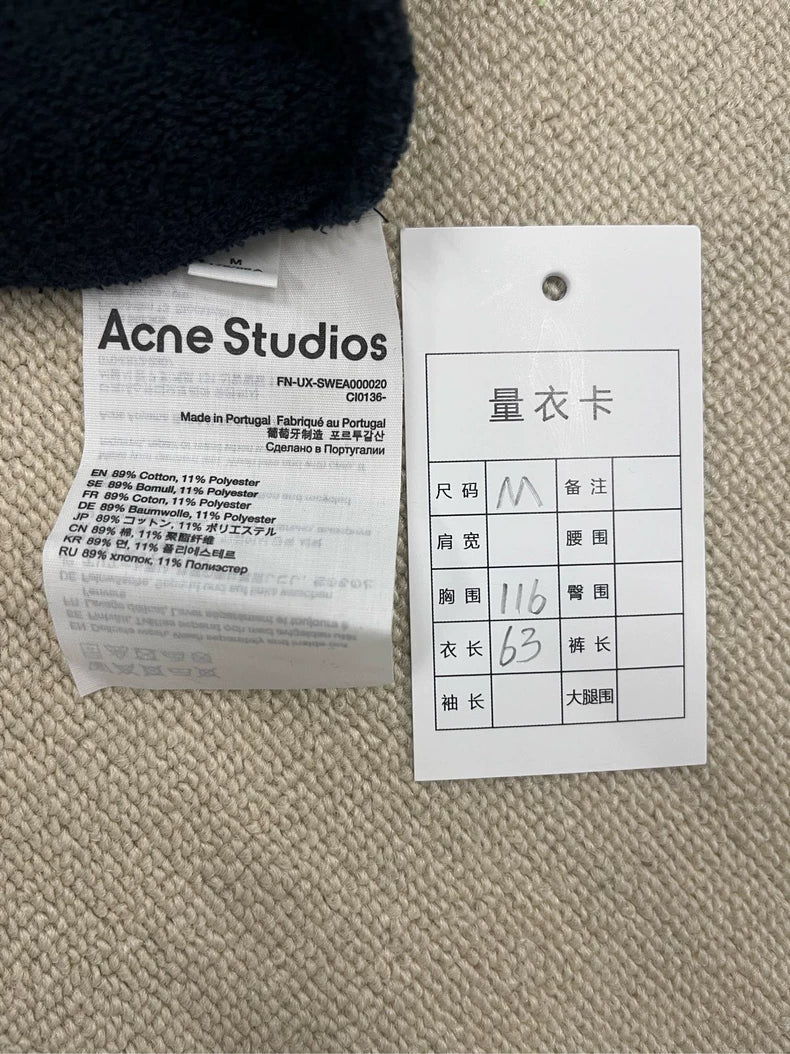 M
Acne Studios
FN-UX-SWEA000020
CI0136-
Made in Portugal Fabriqué au Portugal
葡萄牙制造 포르투갈산
Сделано в Португалии
EN 89% Cotton, 11% Polyester
SE 89% Bomull, 11% Polyester
FR 89% Coton, 11% Polyester
DE 89% Baumwolle, 11% Polyester
JP 89% コットン, 11% ポリエステル
CN 89% 棉, 11% 聚酯纤维
KR 89% 면, 11% 폴리에스테르
RU 89% хлопок, 11% Полиэстер
量衣卡
尺码 M 备注
肩宽 腰围
胸围 116 臀围
衣长 63 裤长
袖长 大腿围